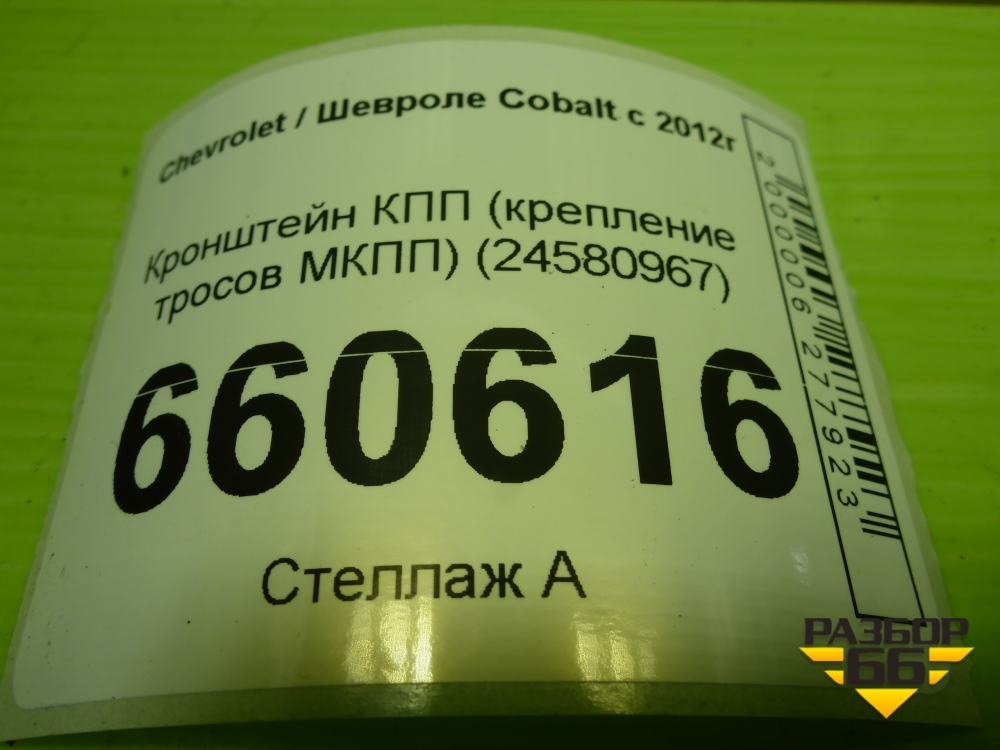 Chevrolet / Шевроле Cobalt с 2012г
Кронштейн КПП (крепление
тросов МКПП) (24580967)
660616
Стеллаж А
2000006277923
РАЗБОР
66